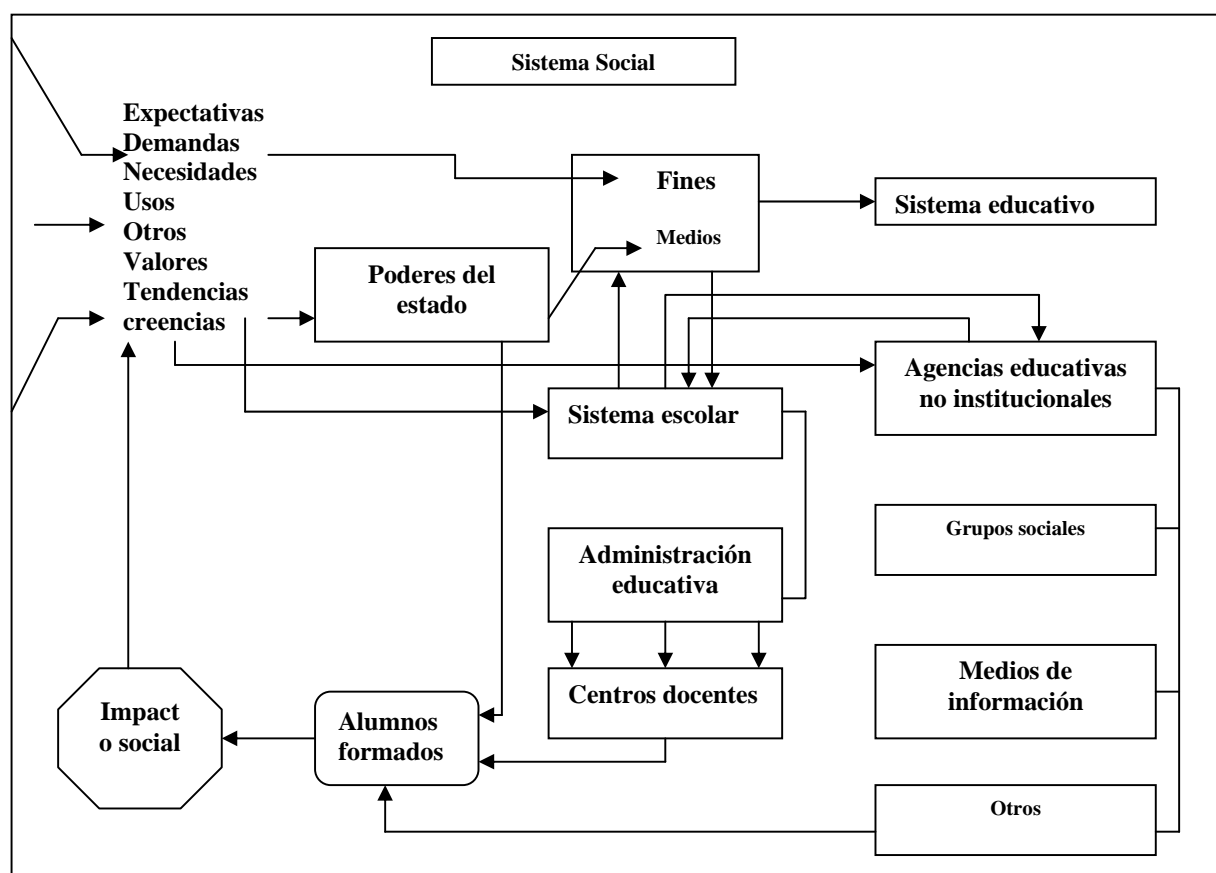 Sistema Social
Expectativas
Demandas
Necesidades
Usos
Otros
Valores
Tendencias
creencias
Fines
Medios
Sistema educativo
Poderes del
estado
Agencias educativas
no institucionales
Sistema escolar
Grupos sociales
Administración
educativa
Medios de
información
Centros docentes
Impact
o social
Alumnos
formados
Otros